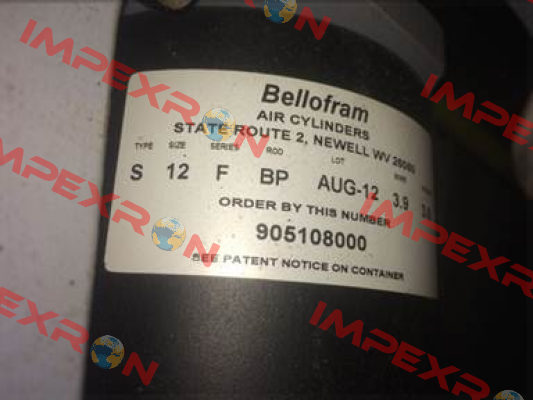 IMPEXRON
Bellofram
AIR CYLINDERS
STATE ROUTE 2, NEWELL WV
TYPE SIZE SERIES ROD LOT
S 12 F BP AUG-12 3.9
ORDER BY THIS NUMBER
905108000
SEE PATENT NOTICE ON CONTAINER
IMPEXRON
IMPEXRON